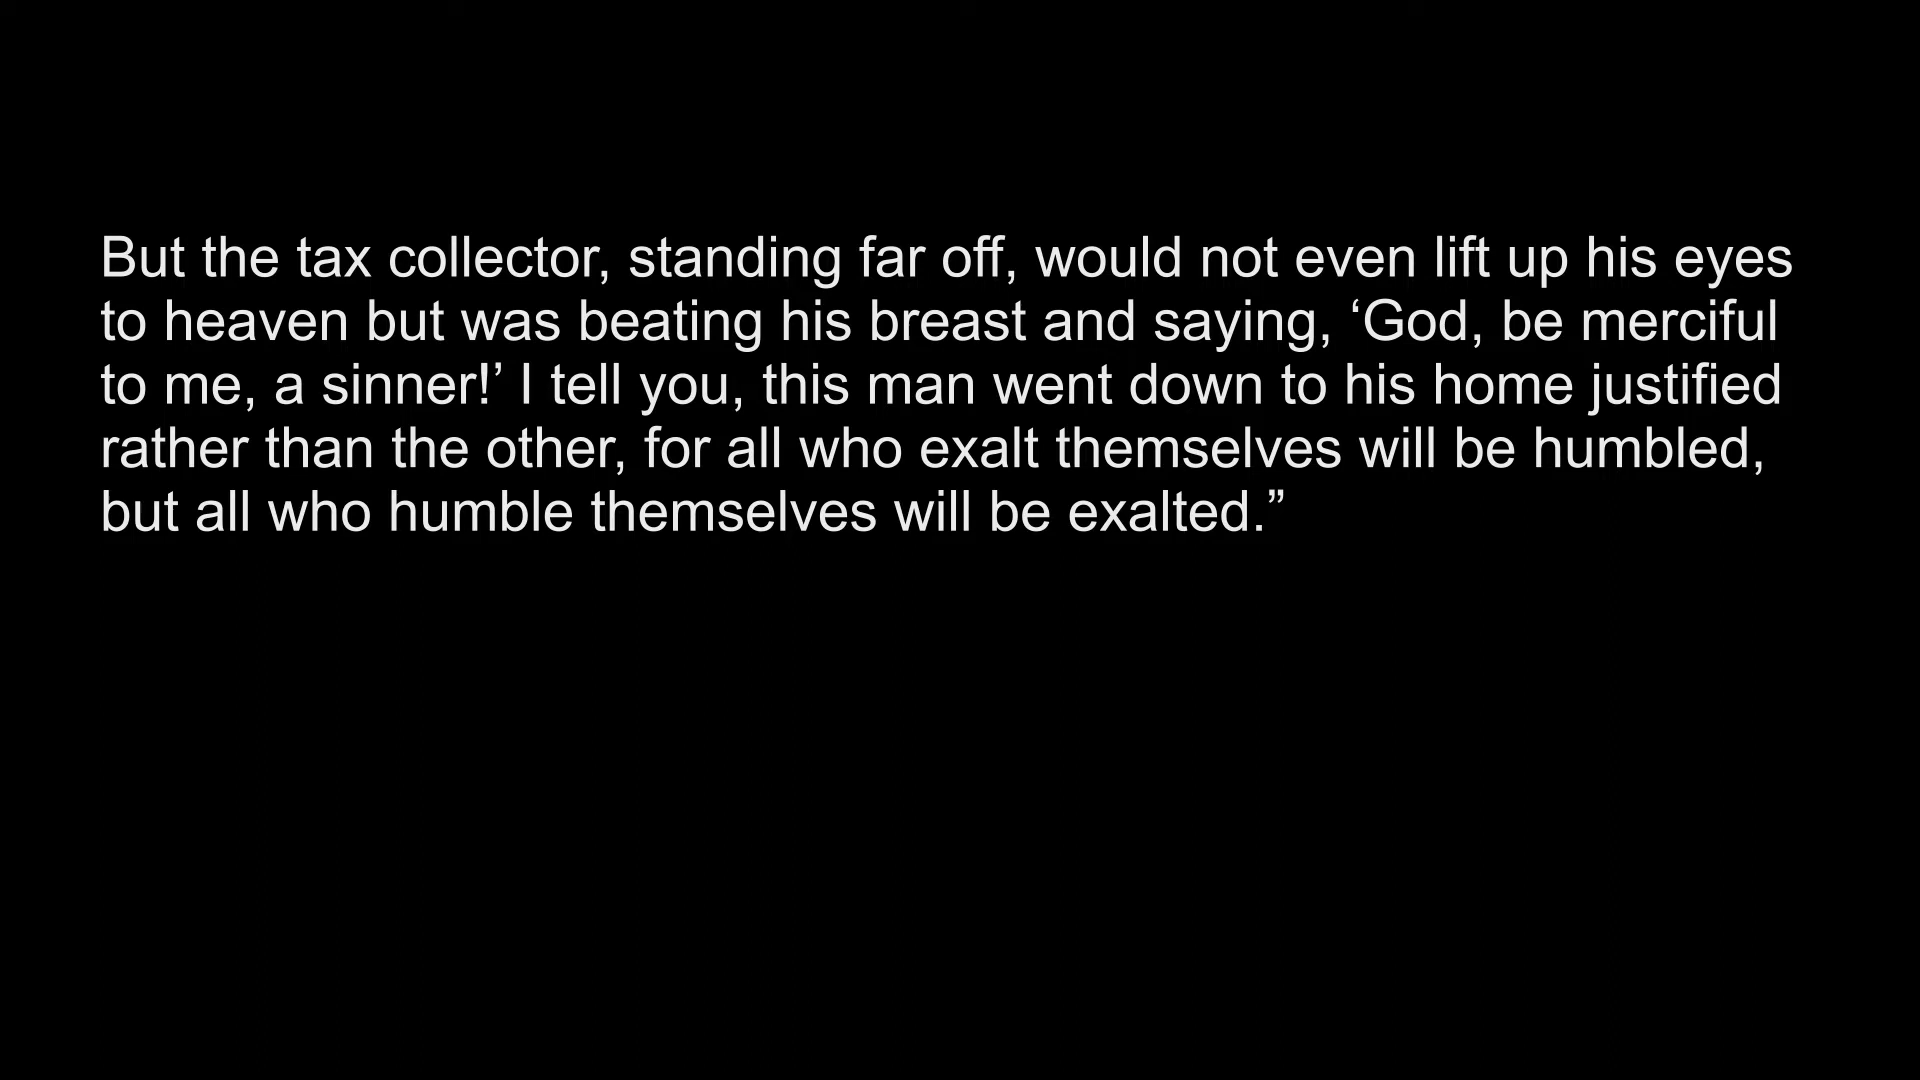 But the tax collector, standing far off, would not even lift up his eyes
to heaven but was beating his breast and saying, ‘God, be merciful
to me, a sinner!’ I tell you, this man went down to his home justified
rather than the other, for all who exalt themselves will be humbled,
but all who humble themselves will be exalted.”